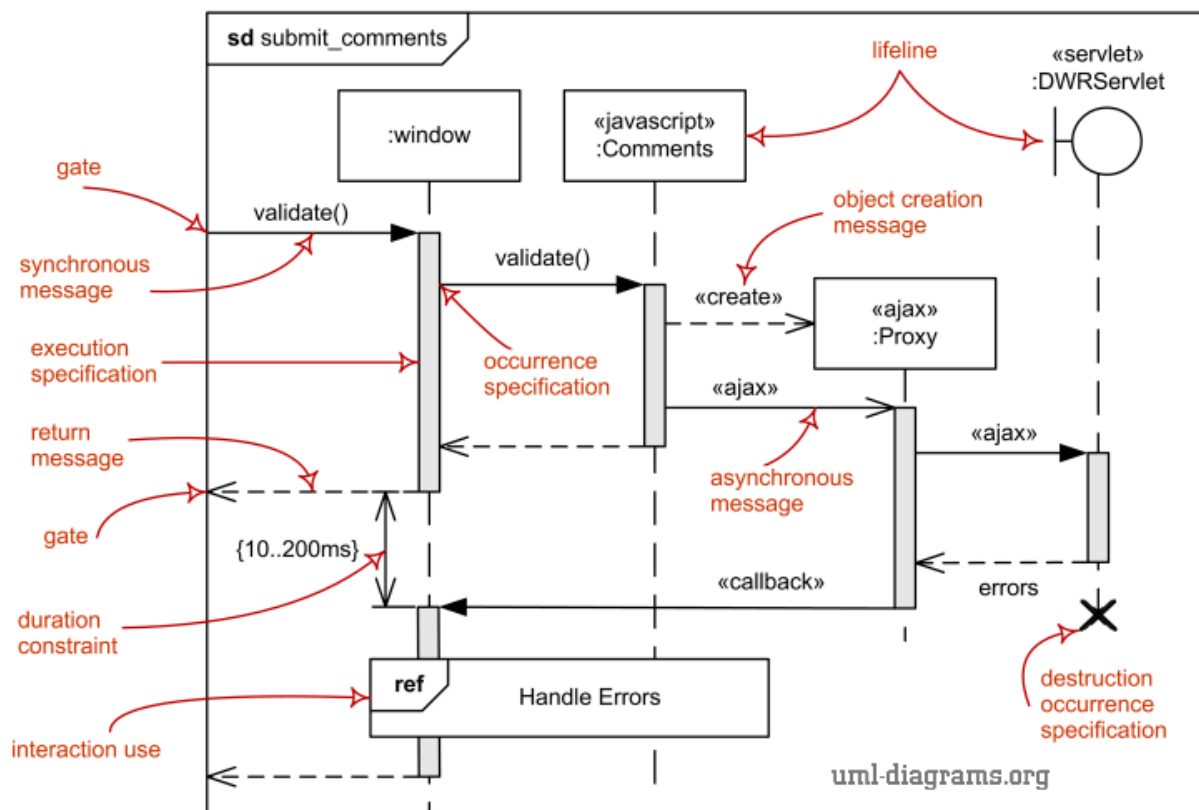 sd submit_comments
lifeline
«servlet»
:DWRServlet
:window
«javascript»
:Comments
gate
validate()
object creation
message
synchronous
message
validate()
«create»
«ajax»
:Proxy
execution
specification
occurrence
specification
«ajax»
return
message
«ajax»
asynchronous
message
gate
{10..200ms}
«callback»
errors
duration
constraint
ref
Handle Errors
destruction
occurrence
specification
interaction use
uml-diagrams.org